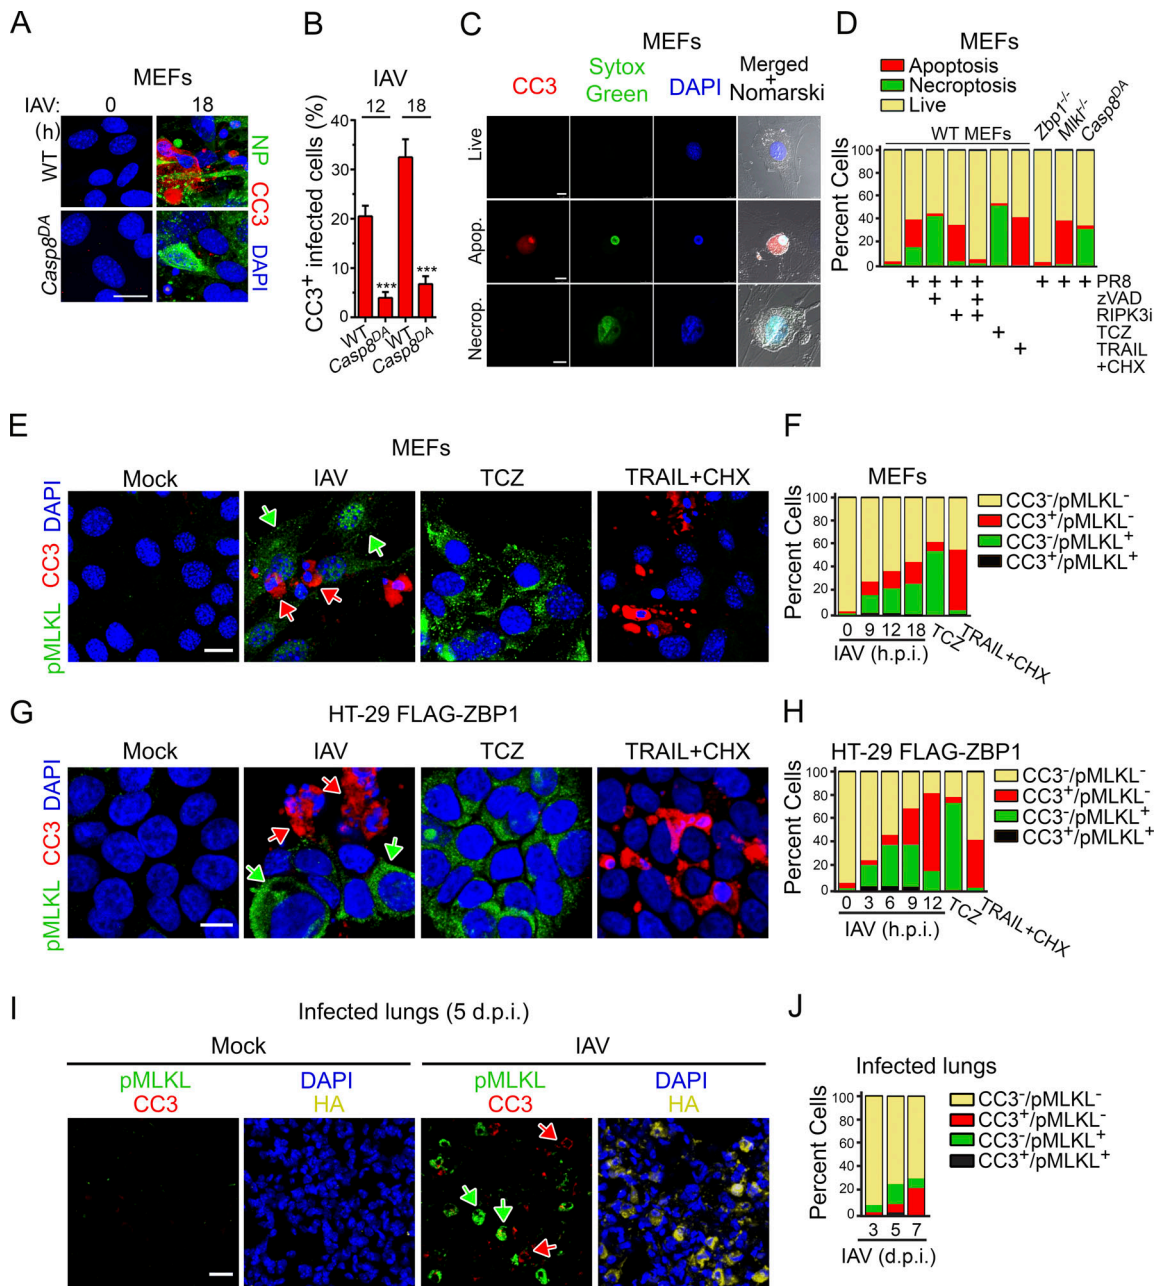 A
MEFs
IAV: 0 18
(h)
WT
Casp8DA
NP CC3 DAPI
B
IAV
12 18
CC3+ infected cells (%)
40
30
20
10
0
*** ***
WT
Casp8DA
WT
Casp8DA
C
MEFs
CC3 Sytox Green DAPI Merged + Nomarski
Live
Apop.
Necrop.
D
MEFs
Apoptosis
Necroptosis
Live
WT MEFs
Zbp1-/-
Mlkl-/-
Casp8DA
Percent Cells
100
80
60
40
20
0
+ + + + + + + PR8
+ + zVAD
+ + RIPK3i
+ TCZ
+ TRAIL
+CHX
E
MEFs
Mock IAV TCZ TRAIL+CHX
pMLKL CC3 DAPI
F
MEFs
Percent Cells
100
80
60
40
20
0
CC3-/pMLKL-
CC3+/pMLKL-
CC3-/pMLKL+
CC3+/pMLKL+
0 9 12 18 TCZ TRAIL+CHX
IAV (h.p.i.)
G
HT-29 FLAG-ZBP1
Mock IAV TCZ TRAIL+CHX
pMLKL CC3 DAPI
H
HT-29 FLAG-ZBP1
Percent Cells
100
80
60
40
20
0
CC3-/pMLKL-
CC3+/pMLKL-
CC3-/pMLKL+
CC3+/pMLKL+
0 3 6 9 12 TCZ TRAIL+CHX
IAV (h.p.i.)
I
Infected lungs (5 d.p.i.)
Mock IAV
pMLKL DAPI pMLKL DAPI
CC3 HA CC3 HA
J
Infected lungs
Percent Cells
100
80
60
40
20
0
CC3-/pMLKL-
CC3+/pMLKL-
CC3-/pMLKL+
CC3+/pMLKL+
3 5 7
IAV (d.p.i.)